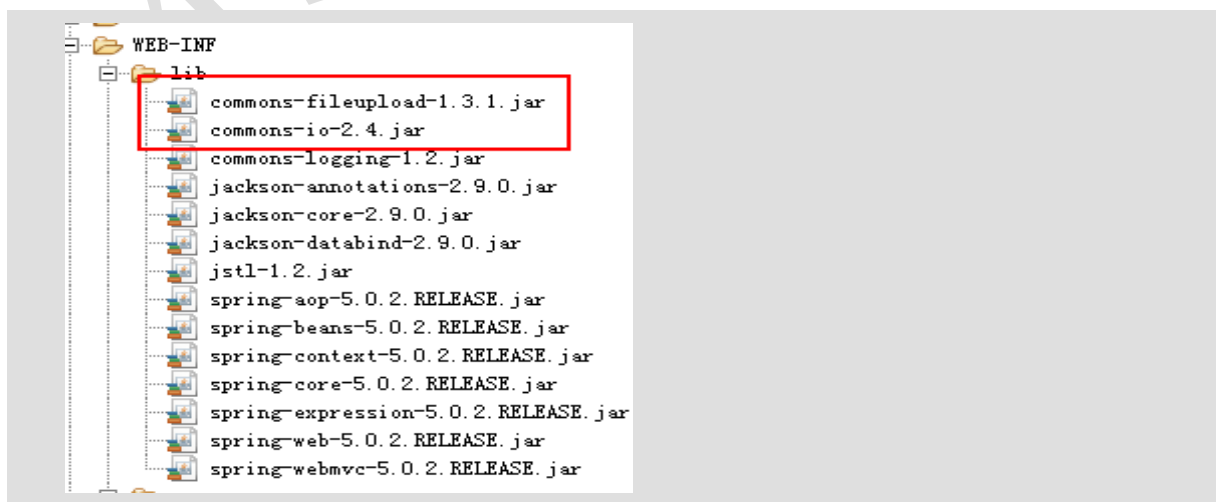 WEB-INF
lib
commons-fileupload-1.3.1.jar
commons-io-2.4.jar
commons-logging-1.2.jar
jackson-annotations-2.9.0.jar
jackson-core-2.9.0.jar
jackson-databind-2.9.0.jar
jstl-1.2.jar
spring-aop-5.0.2.RELEASE.jar
spring-beans-5.0.2.RELEASE.jar
spring-context-5.0.2.RELEASE.jar
spring-core-5.0.2.RELEASE.jar
spring-expression-5.0.2.RELEASE.jar
spring-web-5.0.2.RELEASE.jar
spring-webmvc-5.0.2.RELEASE.jar